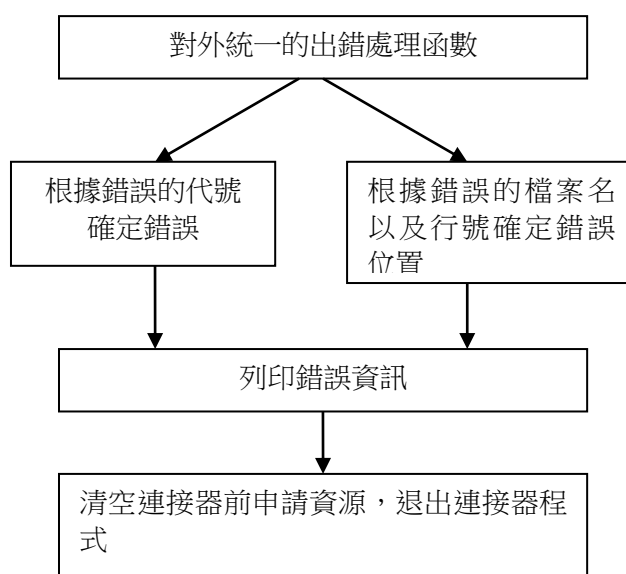 對外統一的出錯處理函數
根據錯誤的代號
確定錯誤
根據錯誤的檔案名
以及行號確定錯誤
位置
列印錯誤資訊
清空連接器前申請資源，退出連接器程
式